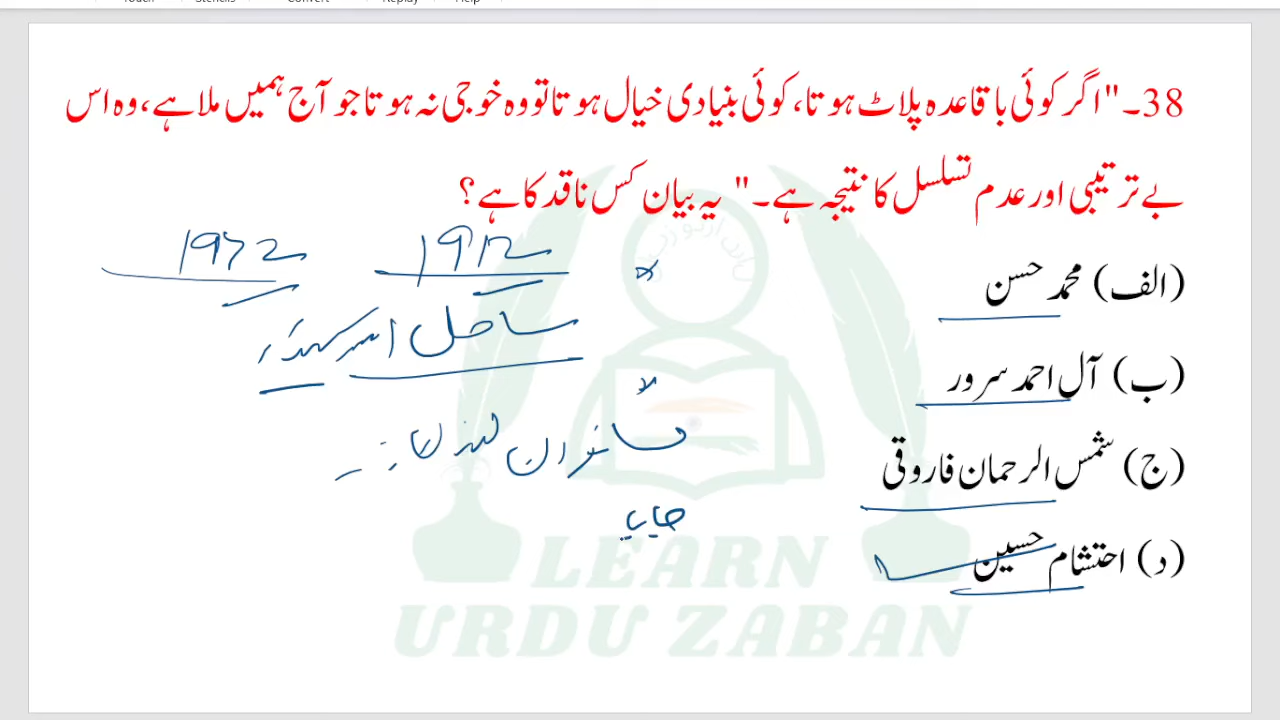 38۔"اگر کوئی باقاعدہ پلاٹ ہوتا، کوئی بنیادی خیال ہوتا تو وہ خوجی نہ ہوتا جو آج ہمیں ملا ہے، وہ اس
بے ترتیبی اور عدم تسلسل کا نتیجہ ہے۔" یہ بیان کس ناقد کا ہے؟
1912 1972
(الف) محمد حسن
ساحل اور سمندر
(ب) آل احمد سرور
(ج) شمس الرحمان فاروقی
(د) احتشام حسین
LEARN
URDU ZABAN